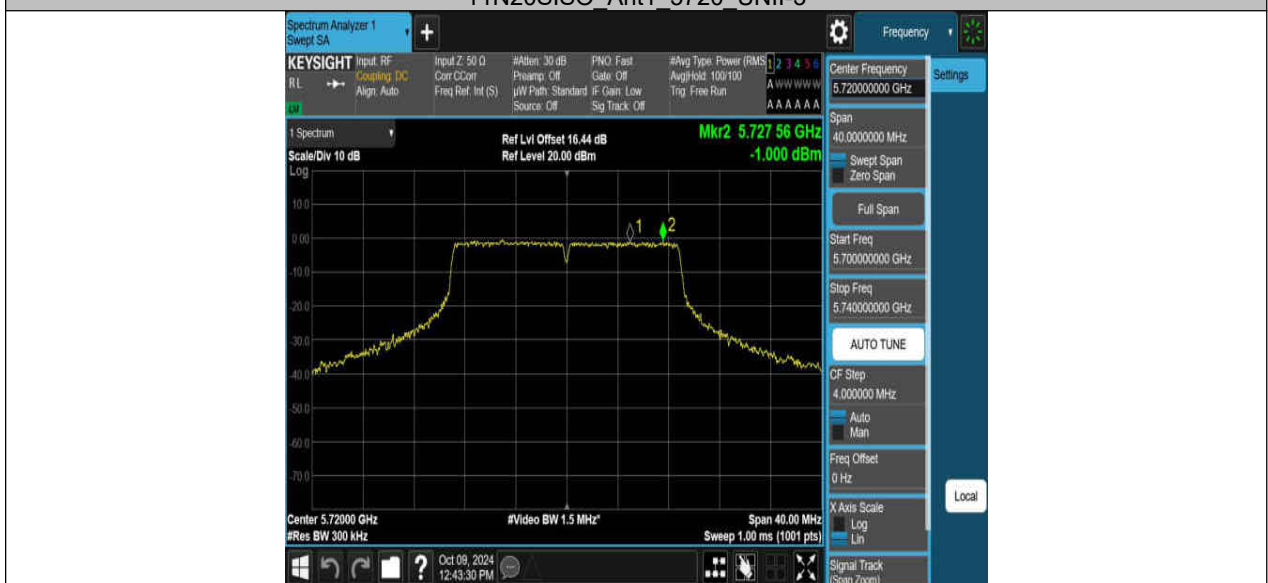 11N20SISO_Ant1_5720_UNII-3
Spectrum Analyzer 1
Swept SA
+
Frequency
KEYSIGHT
RL
Input: RF
Coupling: DC
Align: Auto
Input Z: 50 Ω
Corr CCorr
Freq Ref: Int (S)
#Atten: 30 dB
Preamp: Off
µW Path: Standard
Source: Off
PNO: Fast
Gate: Off
IF Gain: Low
Sig Track: Off
#Avg Type: Power (RMS
Avg|Hold: 100/100
Trig: Free Run
1 2 3 4 5 6
A W W W W W
A A A A A A
1 Spectrum
Scale/Div 10 dB
Log
Ref Lvl Offset 16.44 dB
Ref Level 20.00 dBm
Mkr2 5.727 56 GHz
-1.000 dBm
10.0
0.00
-10.0
-20.0
-30.0
-40.0
-50.0
-60.0
-70.0
1
2
Center 5.72000 GHz
#Res BW 300 kHz
#Video BW 1.5 MHz*
Span 40.00 MHz
Sweep 1.00 ms (1001 pts)
Center Frequency
5.720000000 GHz
Settings
Span
40.0000000 MHz
Swept Span
Zero Span
Full Span
Start Freq
5.700000000 GHz
Stop Freq
5.740000000 GHz
AUTO TUNE
CF Step
4.000000 MHz
Auto
Man
Freq Offset
0 Hz
X Axis Scale
Log
Lin
Local
Signal Track
(Span Zoom)
?
Oct 09, 2024
12:43:30 PM